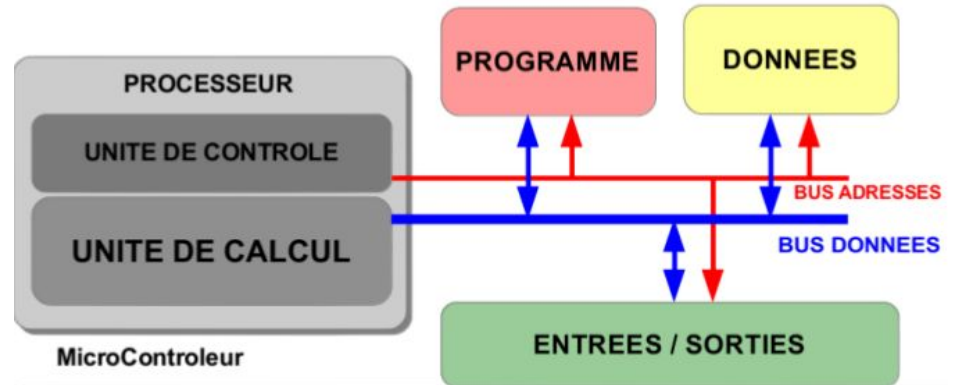 PROCESSEUR
UNITE DE CONTROLE
UNITE DE CALCUL
MicroControleur
PROGRAMME
DONNEES
BUS ADRESSES
BUS DONNEES
ENTREES / SORTIES